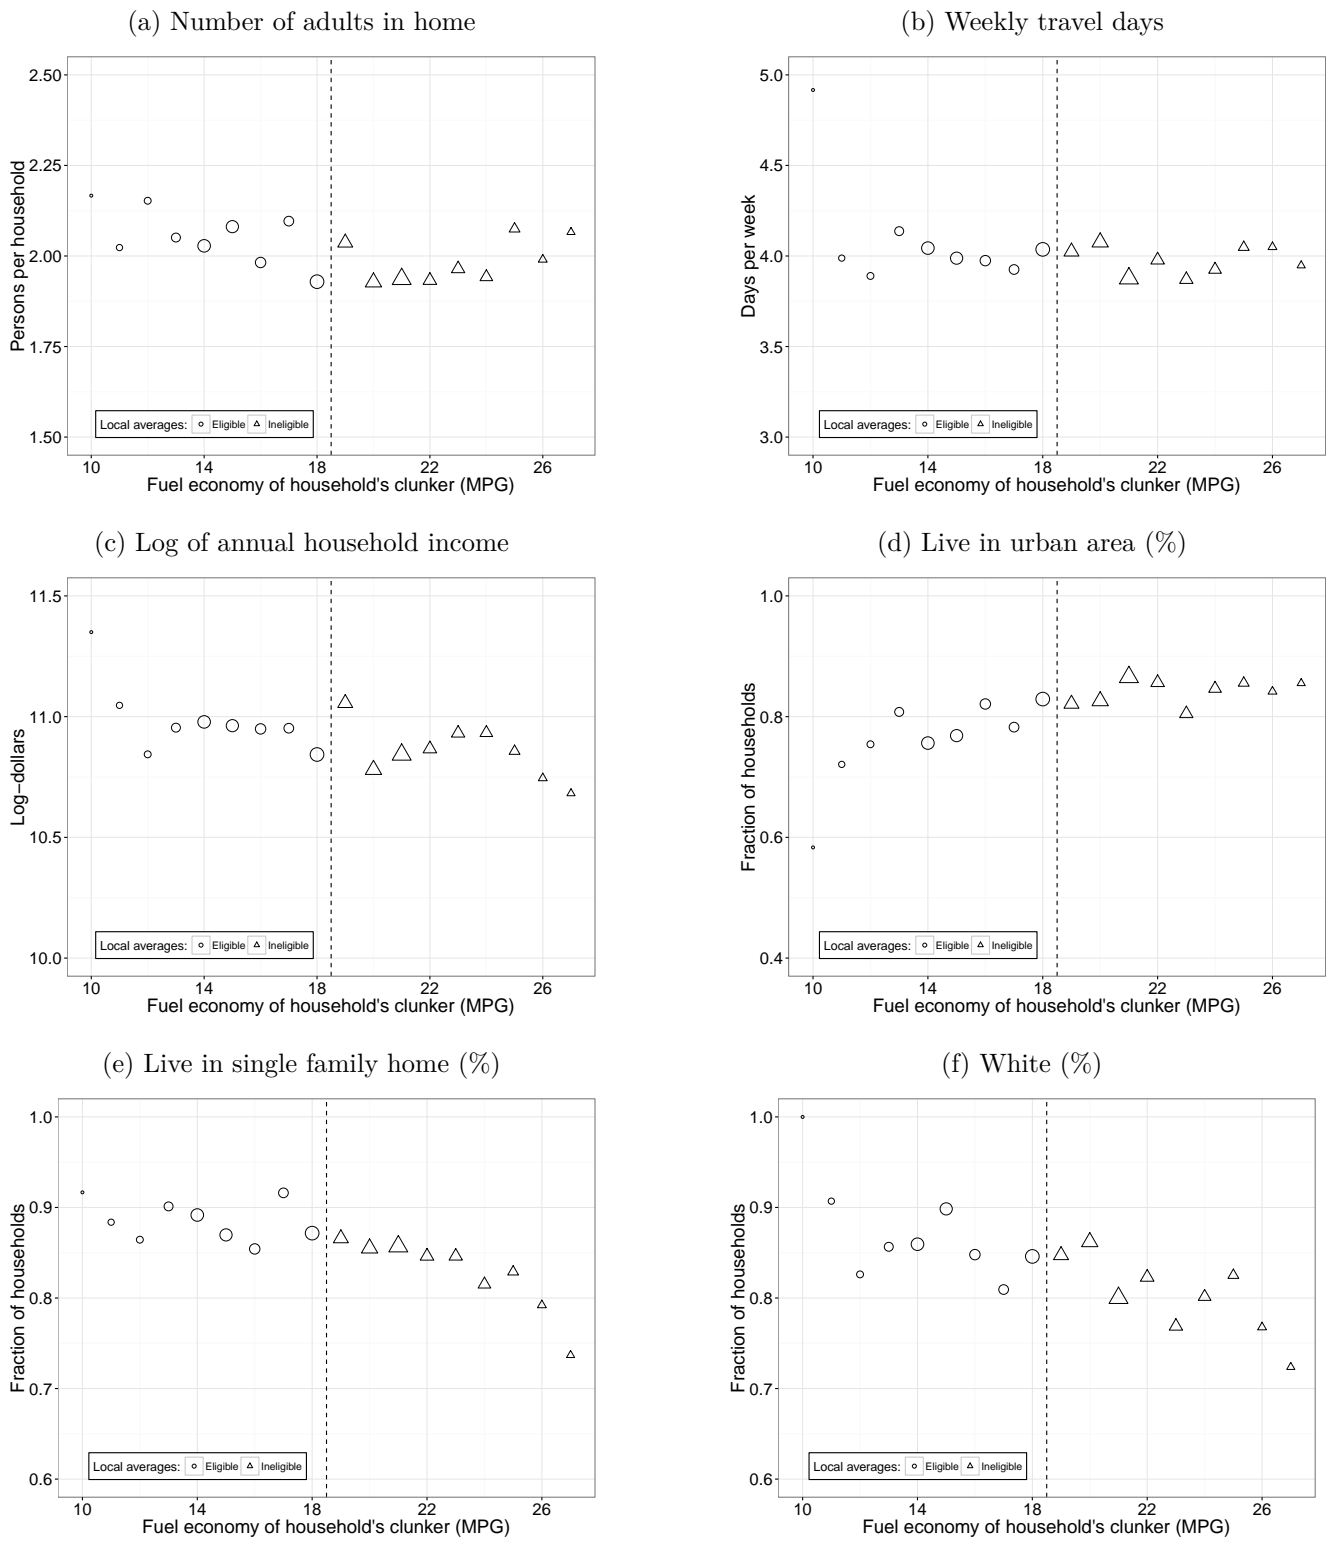 (a) Number of adults in home
2.50
2.25
2.00
1.75
1.50
Persons per household
Local averages: Eligible Ineligible
10 14 18 22 26
Fuel economy of household's clunker (MPG)
(b) Weekly travel days
5.0
4.5
4.0
3.5
3.0
Days per week
Local averages: Eligible Ineligible
10 14 18 22 26
Fuel economy of household's clunker (MPG)
(c) Log of annual household income
11.5
11.0
10.5
10.0
Log−dollars
Local averages: Eligible Ineligible
10 14 18 22 26
Fuel economy of household's clunker (MPG)
(d) Live in urban area (%)
1.0
0.8
0.6
0.4
Fraction of households
Local averages: Eligible Ineligible
10 14 18 22 26
Fuel economy of household's clunker (MPG)
(e) Live in single family home (%)
1.0
0.9
0.8
0.7
0.6
Fraction of households
Local averages: Eligible Ineligible
10 14 18 22 26
Fuel economy of household's clunker (MPG)
(f) White (%)
1.0
0.9
0.8
0.7
0.6
Fraction of households
Local averages: Eligible Ineligible
10 14 18 22 26
Fuel economy of household's clunker (MPG)